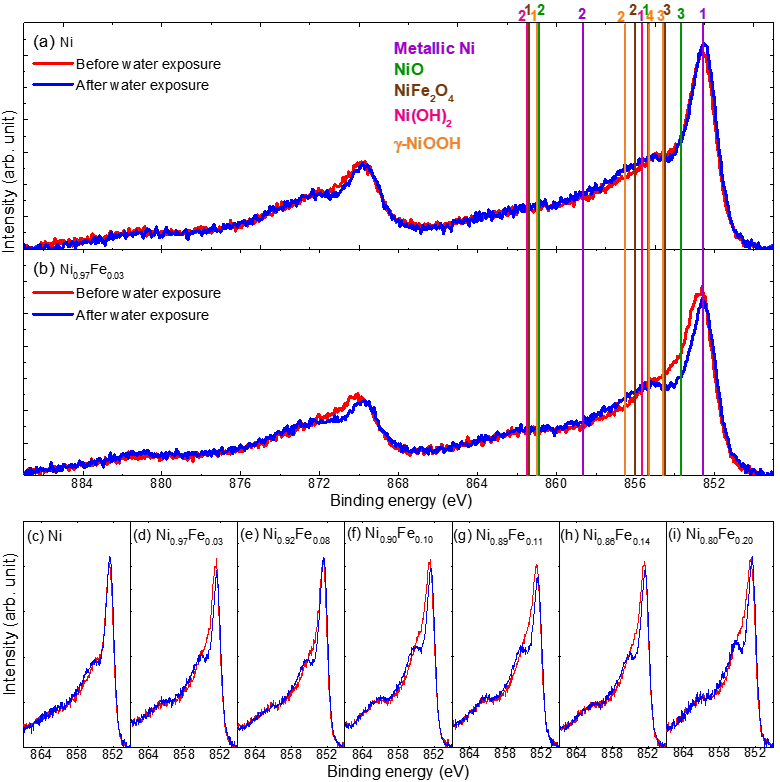 2 1 1 2 2 2 2 1 1 4 3 3 3 1
(a) Ni
Before water exposure
After water exposure
Metallic Ni
NiO
NiFe₂O₄
Ni(OH)₂
γ-NiOOH
Intensity (arb. unit)
(b) Ni₀.₉₇Fe₀.₀₃
Before water exposure
After water exposure
884 880 876 872 868 864 860 856 852
Binding energy (eV)
(c) Ni
(d) Ni₀.₉₇Fe₀.₀₃
(e) Ni₀.₉₂Fe₀.₀₈
(f) Ni₀.₉₀Fe₀.₁₀
(g) Ni₀.₈₉Fe₀.₁₁
(h) Ni₀.₈₆Fe₀.₁₄
(i) Ni₀.₈₀Fe₀.₂₀
Intensity (arb. unit)
864 858 852 864 858 852 864 858 852 864 858 852 864 858 852 864 858 852 864 858 852
Binding energy (eV)